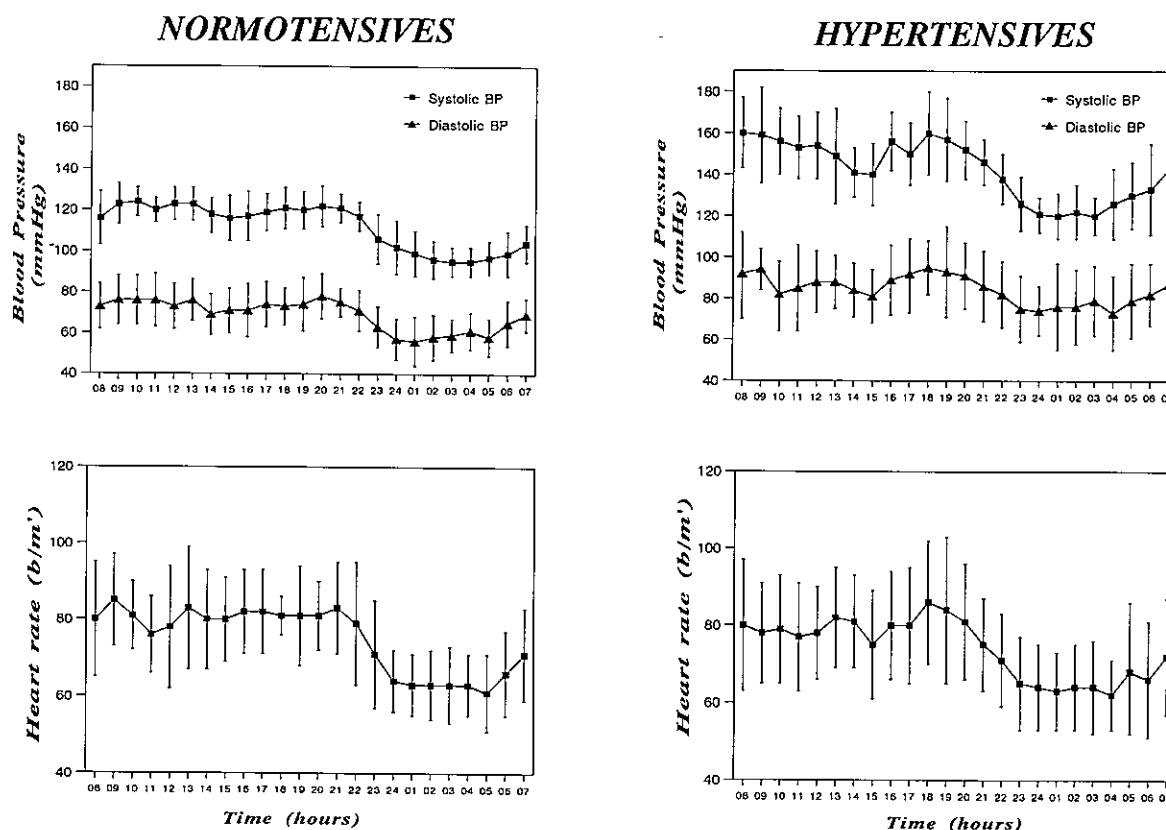 NORMOTENSIVES
Blood Pressure
(mmHg)
180
160
140
120
100
80
60
40
Systolic BP
Diastolic BP
08 09 10 11 12 13 14 15 16 17 18 19 20 21 22 23 24 01 02 03 04 05 06 07
HYPERTENSIVES
Blood Pressure
(mmHg)
180
160
140
120
100
80
60
40
Systolic BP
Diastolic BP
08 09 10 11 12 13 14 15 16 17 18 19 20 21 22 23 24 01 02 03 04 05 06
Heart rate (b/m')
120
100
80
60
40
08 09 10 11 12 13 14 15 16 17 18 19 20 21 22 23 24 01 02 03 04 05 06 07
Time (hours)
Heart rate (b/m')
120
100
80
60
40
08 09 10 11 12 13 14 15 16 17 18 19 20 21 22 23 24 01 02 03 04 05 06
Time (hours)